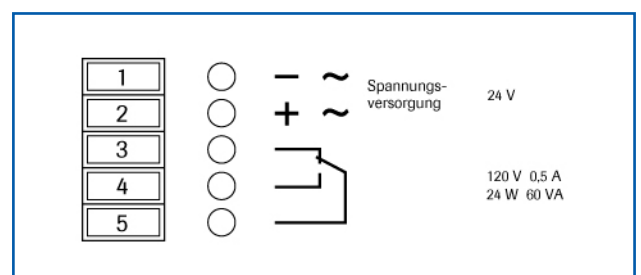 1 − ~
Spannungs-
versorgung
24 V
2 + ~
3
4
120 V 0,5 A
24 W 60 VA
5